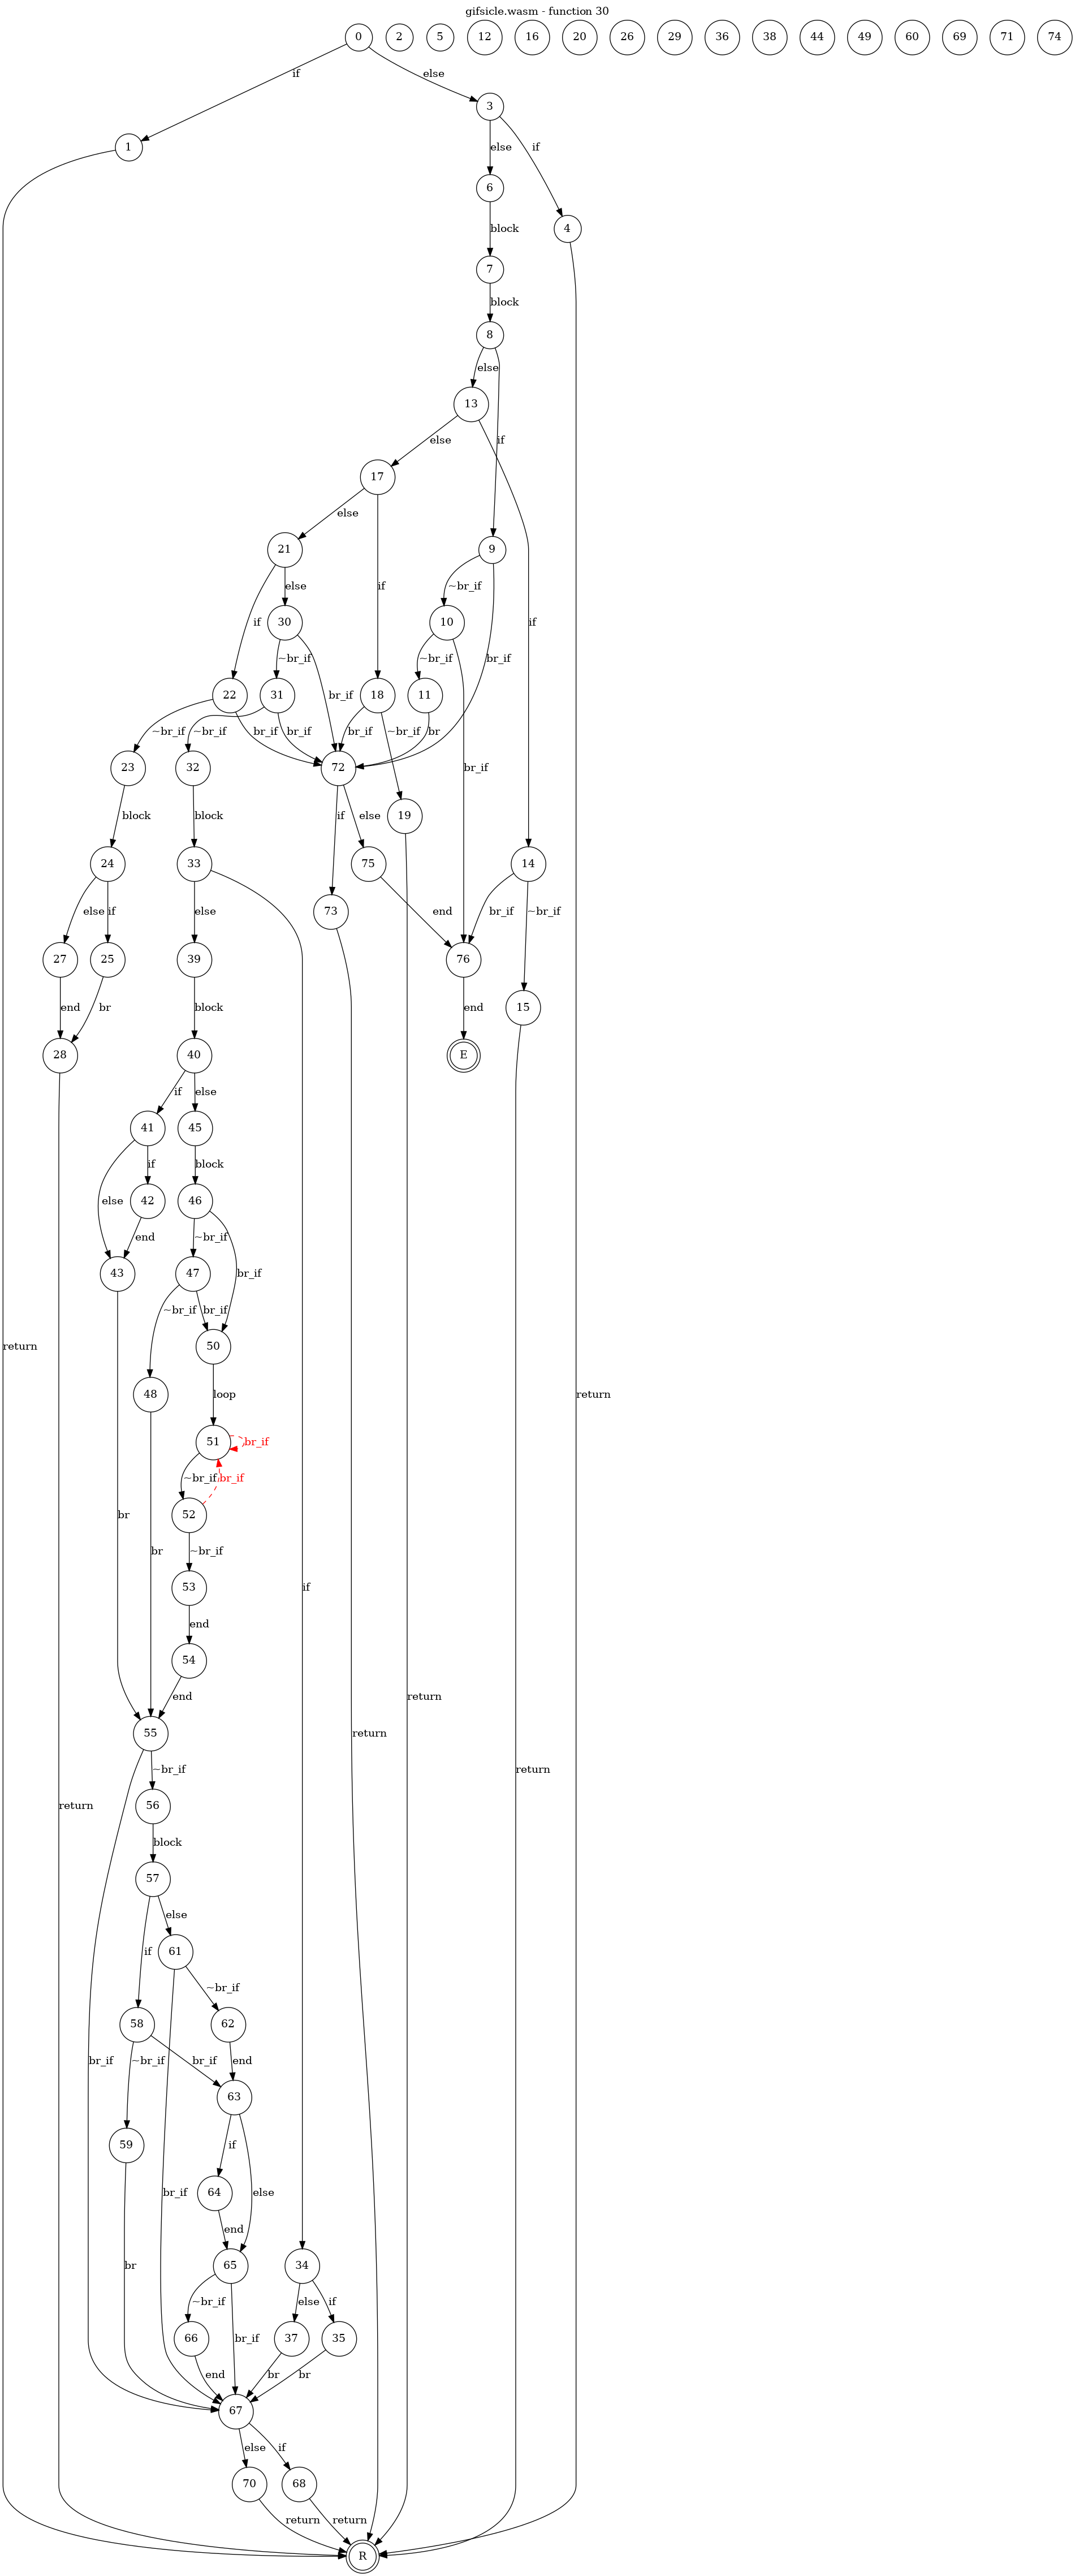 gifsicle.wasm - function 30
0 2 5 12 16 20 26 29 36 38 44 49 60 69 71 74
if else
3
1
else if
6
4
block
7
block
8
else
13
else if
17
else
21 9
else if ~br_if if
30 10
if ~br_if br_if ~br_if br_if
22 31 18 11
~br_if br_if ~br_if br_if br_if ~br_if br br_if
23 32 72
block block if else 19
24 33 75 14
else if else 73 end br_if ~br_if
27 25 39 76
end br block end 15
28 40 E
if else
41 45
if block
else 42 46
end ~br_if br_if
43 47
~br_if br_if
return 50
48 loop return
51 br_if
~br_if br_if
br 52
br ~br_if if
53
end
54
end return
55 return
~br_if return
return 56
block
57
else
if 61
~br_if
58 62
br_if ~br_if br_if end
63
59 if
64 br_if else
end
br 65 34
~br_if else if
66 br_if 37 35
end br br
67
else if
70 68
return return
R